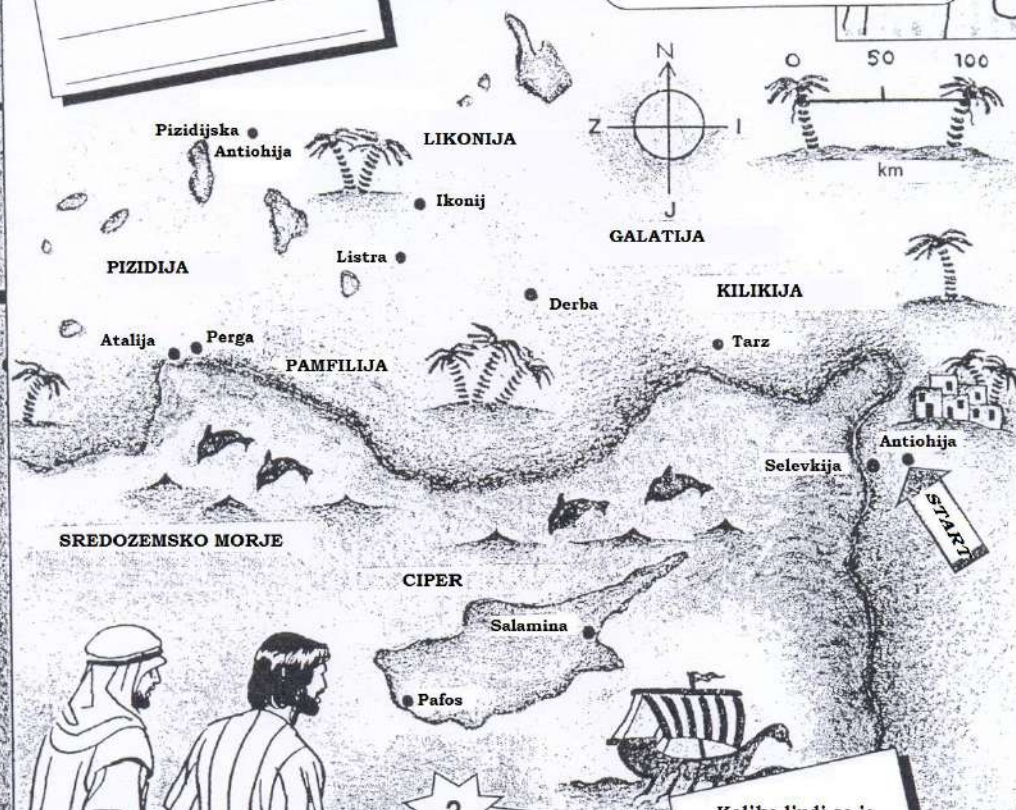 0 50 100
km
N
Z I
J
Pizidijska
Antiohija
LIKONIJA
Ikonij
GALATIJA
Listra
PIZIDIJA
KILIKIJA
Derba
Atalija
Perga
Tarz
PAMFILIJA
Antiohija
Selevkija
START
SREDOZEMSKO MORJE
CIPER
Salamina
Pafos
?